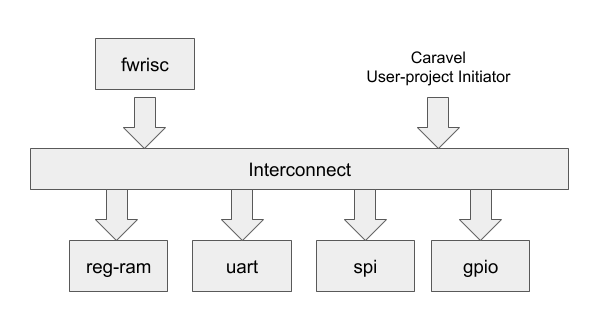 fwrisc
Caravel
User-project Initiator
Interconnect
reg-ram
uart
spi
gpio